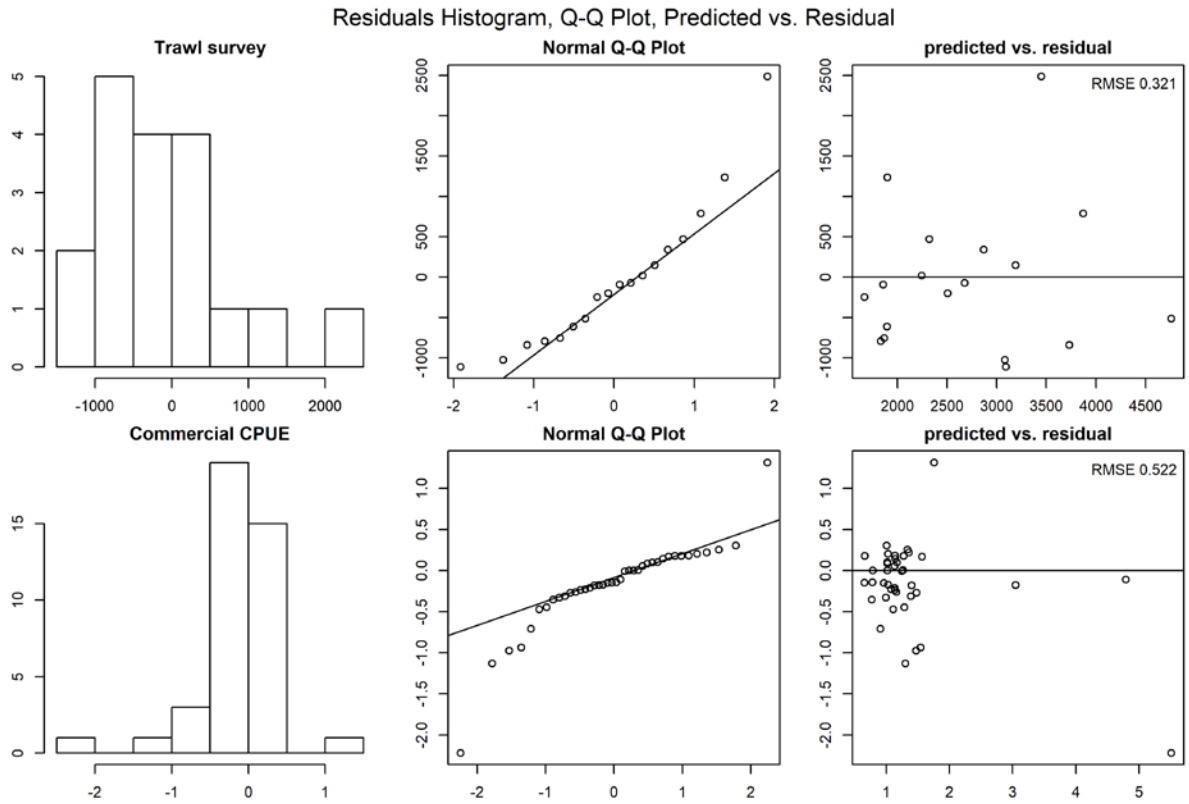 Residuals Histogram, Q-Q Plot, Predicted vs. Residual
Trawl survey
Normal Q-Q Plot
predicted vs. residual
5
4
3
2
1
0
-1000 0 1000 2000
2500
1500
500
0
-1000
-2 -1 0 1 2
RMSE 0.321
2500
1500
500
0
-1000
2000 2500 3000 3500 4000 4500
Commercial CPUE
Normal Q-Q Plot
predicted vs. residual
15
10
5
0
-2 -1 0 1
1.0
0.5
0.0
-0.5
-1.0
-1.5
-2.0
-2 -1 0 1 2
RMSE 0.522
1.0
0.5
0.0
-0.5
-1.0
-1.5
-2.0
1 2 3 4 5